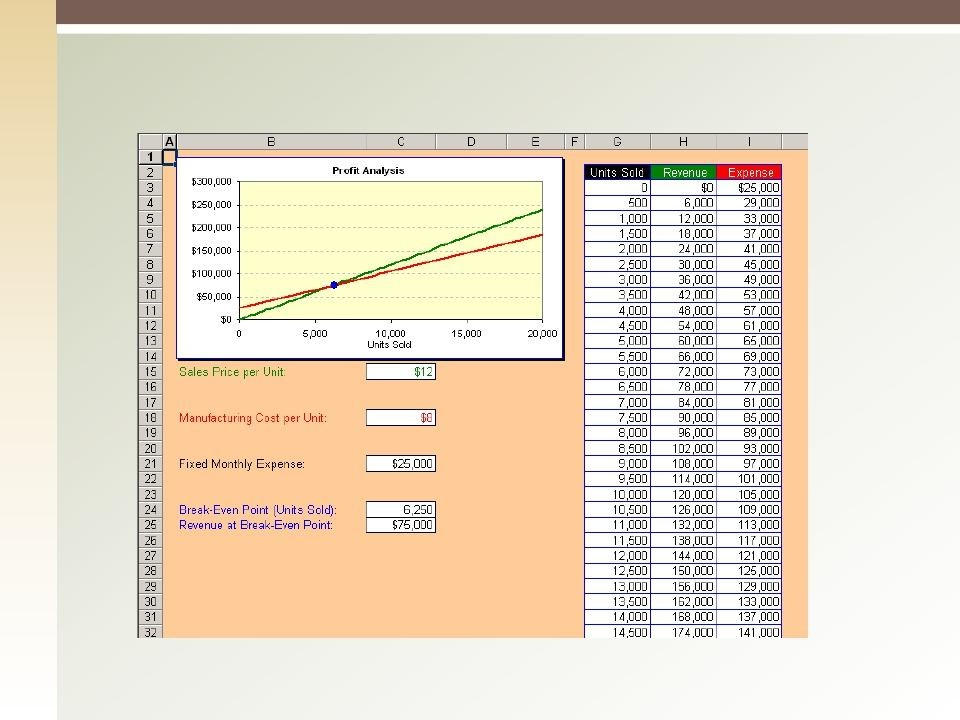 A B C D E F G H I
1
Profit Analysis
$300,000
$250,000
$200,000
$150,000
$100,000
$50,000
$0
0 5,000 10,000 15,000 20,000
Units Sold
2 Units Sold Revenue Expense
3 0 $0 $25,000
4 500 6,000 29,000
5 1,000 12,000 33,000
6 1,500 18,000 37,000
7 2,000 24,000 41,000
8 2,500 30,000 45,000
9 3,000 36,000 49,000
10 3,500 42,000 53,000
11 4,000 48,000 57,000
12 4,500 54,000 61,000
13 5,000 60,000 65,000
14 5,500 66,000 69,000
15 Sales Price per Unit: $12 6,000 72,000 73,000
16 6,500 78,000 77,000
17 7,000 84,000 81,000
18 Manufacturing Cost per Unit: $8 7,500 90,000 85,000
19 8,000 96,000 89,000
20 8,500 102,000 93,000
21 Fixed Monthly Expense: $25,000 9,000 108,000 97,000
22 9,500 114,000 101,000
23 10,000 120,000 105,000
24 Break-Even Point (Units Sold): 6,250 10,500 126,000 109,000
25 Revenue at Break-Even Point: $75,000 11,000 132,000 113,000
26 11,500 138,000 117,000
27 12,000 144,000 121,000
28 12,500 150,000 125,000
29 13,000 156,000 129,000
30 13,500 162,000 133,000
31 14,000 168,000 137,000
32 14,500 174,000 141,000